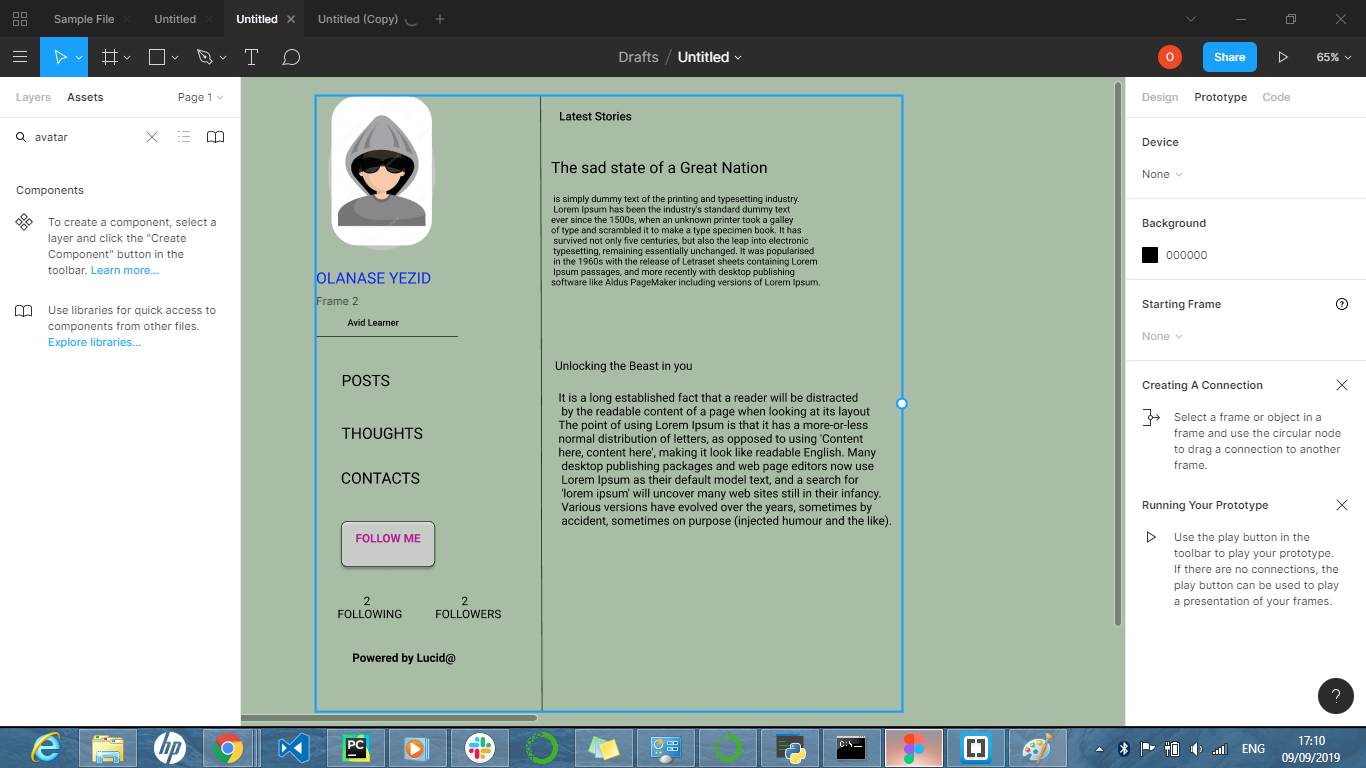 Sample File
Untitled
Untitled
Untitled (Copy)
Drafts / Untitled
O
Share
65%
Layers
Assets
Page 1
avatar
Components
To create a component, select a
layer and click the "Create
Component" button in the
toolbar. Learn more...
Use libraries for quick access to
components from other files.
Explore libraries...
OLANASE YEZID
Frame 2
Avid Learner
POSTS
THOUGHTS
CONTACTS
FOLLOW ME
2
FOLLOWING
2
FOLLOWERS
Powered by Lucid@
Latest Stories
The sad state of a Great Nation
is simply dummy text of the printing and typesetting industry.
Lorem Ipsum has been the industry's standard dummy text
ever since the 1500s, when an unknown printer took a galley
of type and scrambled it to make a type specimen book. It has
survived not only five centuries, but also the leap into electronic
typesetting, remaining essentially unchanged. It was popularised
in the 1960s with the release of Letraset sheets containing Lorem
Ipsum passages, and more recently with desktop publishing
software like Aldus PageMaker including versions of Lorem Ipsum.
Unlocking the Beast in you
It is a long established fact that a reader will be distracted
by the readable content of a page when looking at its layout
The point of using Lorem Ipsum is that it has a more-or-less
normal distribution of letters, as opposed to using 'Content
here, content here', making it look like readable English. Many
desktop publishing packages and web page editors now use
Lorem Ipsum as their default model text, and a search for
'lorem ipsum' will uncover many web sites still in their infancy.
Various versions have evolved over the years, sometimes by
accident, sometimes on purpose (injected humour and the like).
Design
Prototype
Code
Device
None
Background
000000
Starting Frame
None
Creating A Connection
Select a frame or object in a
frame and use the circular node
to drag a connection to another
frame.
Running Your Prototype
Use the play button in the
toolbar to play your prototype.
If there are no connections, the
play button can be used to play
a presentation of your frames.
?
hp
PC
C:\
ENG
17:10
09/09/2019